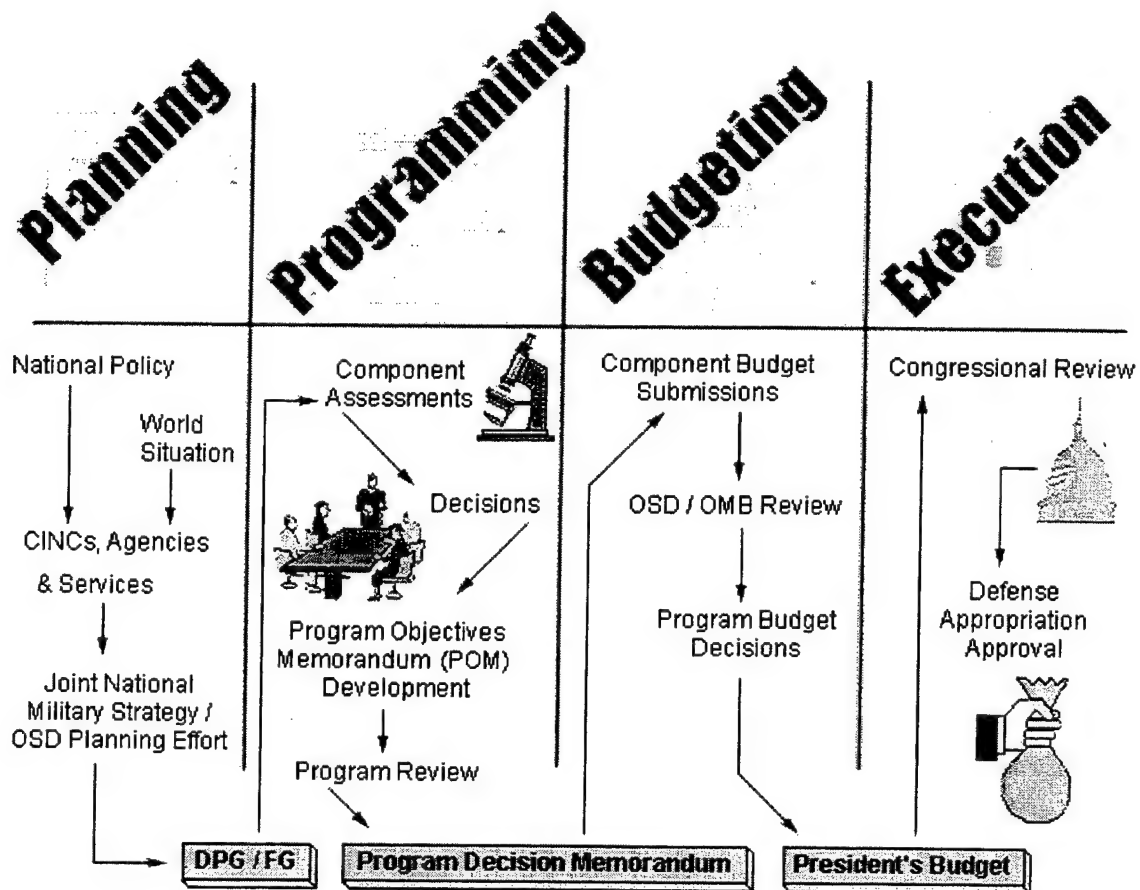 Planning
Programming
Budgeting
Execution
National Policy
World
Situation
CINCs, Agencies
& Services
Joint National
Military Strategy /
OSD Planning Effort
Component
Assessments
Decisions
Program Objectives
Memorandum (POM)
Development
Program Review
Component Budget
Submissions
OSD / OMB Review
Program Budget
Decisions
Congressional Review
Defense
Appropriation
Approval
DPG / FG
Program Decision Memorandum
President's Budget